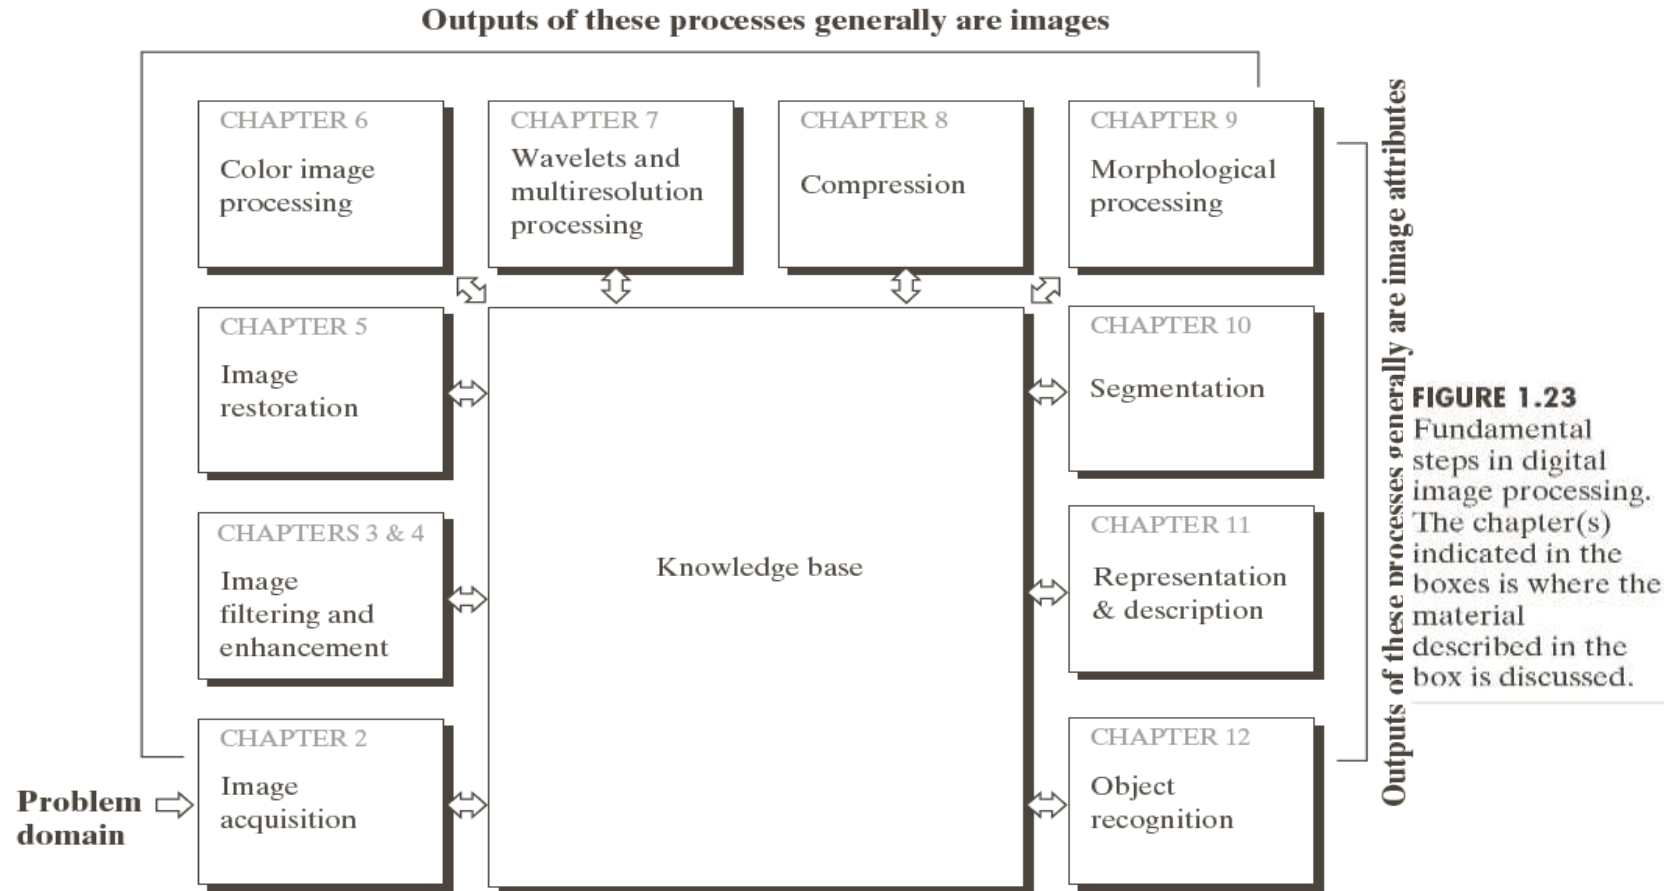 Outputs of these processes generally are images
CHAPTER 6
Color image
processing
CHAPTER 7
Wavelets and
multiresolution
processing
CHAPTER 8
Compression
CHAPTER 9
Morphological
processing
CHAPTER 5
Image
restoration
CHAPTER 10
Segmentation
CHAPTERS 3 & 4
Image
filtering and
enhancement
Knowledge base
CHAPTER 11
Representation
& description
CHAPTER 2
Image
acquisition
CHAPTER 12
Object
recognition
Problem
domain
Outputs of these processes generally are image attributes
FIGURE 1.23
Fundamental
steps in digital
image processing.
The chapter(s)
indicated in the
boxes is where the
material
described in the
box is discussed.